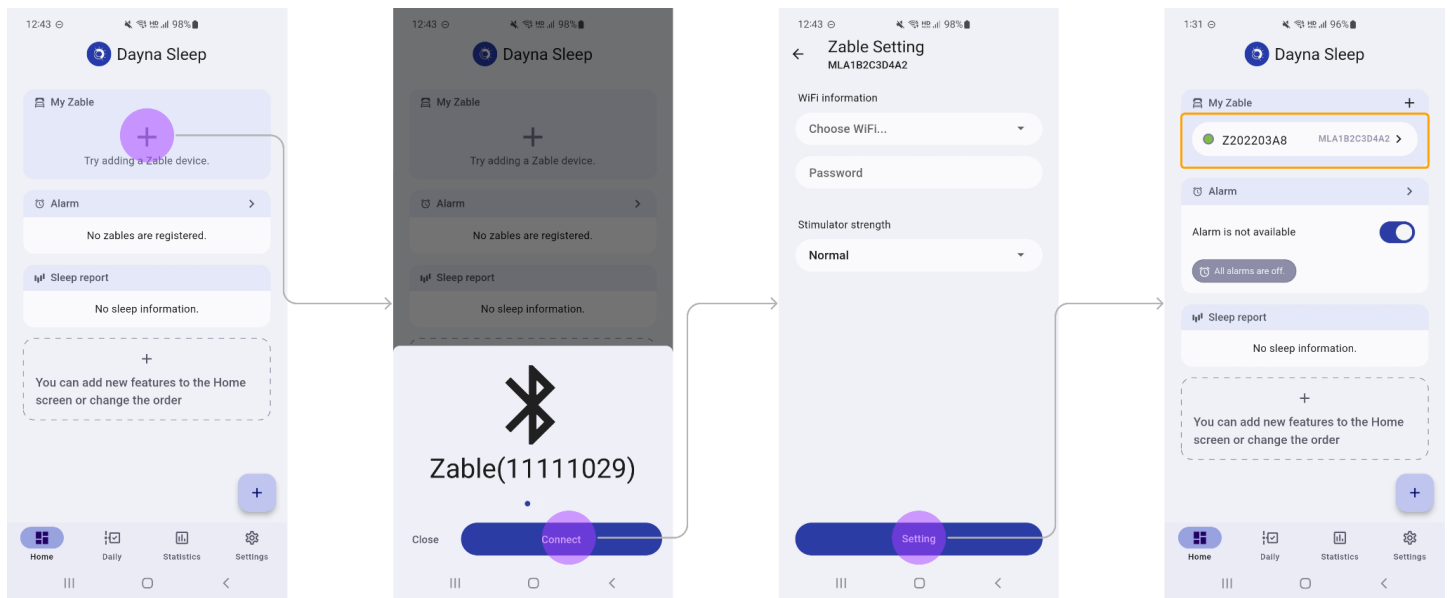 12:43 98%
Dayna Sleep
My Zable
Try adding a Zable device.
Alarm
No zables are registered.
Sleep report
No sleep information.
+
You can add new features to the Home
screen or change the order
+
Home Daily Statistics Settings
12:43 98%
Dayna Sleep
My Zable
Try adding a Zable device.
Alarm
No zables are registered.
Sleep report
No sleep information.
Zable(11111029)
Close Connect
12:43 98%
Zable Setting
MLA1B2C3D4A2
WiFi information
Choose WiFi...
Password
Stimulator strength
Normal
Setting
1:31 96%
Dayna Sleep
My Zable +
Z202203A8 MLA1B2C3D4A2
Alarm
Alarm is not available
All alarms are off.
Sleep report
No sleep information.
+
You can add new features to the Home
screen or change the order
+
Home Daily Statistics Settings